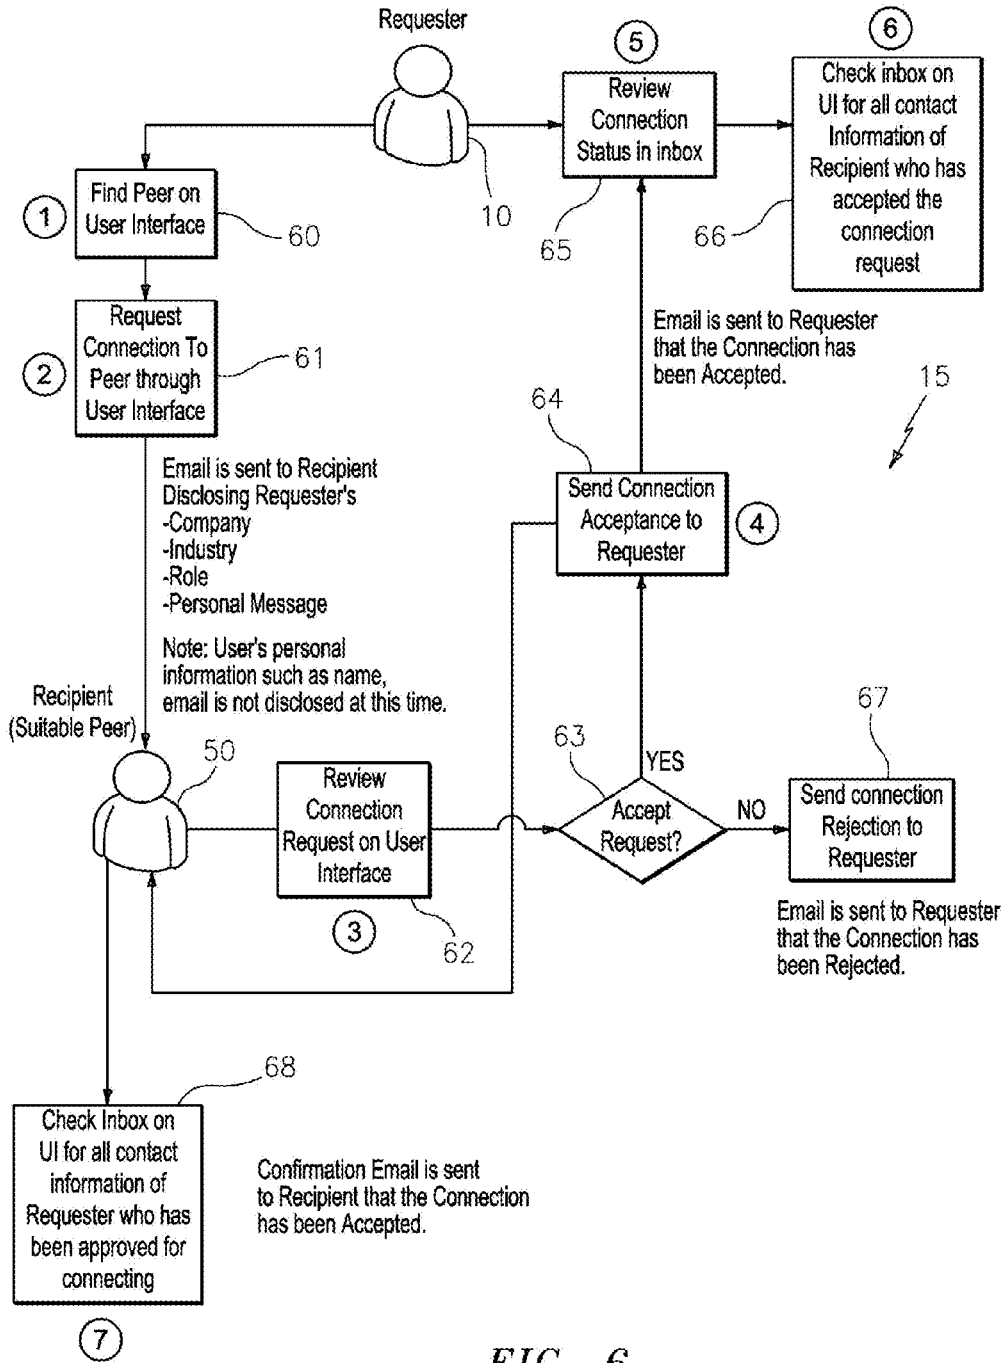 Requester
5
6
Review
Connection
Status in inbox
Check inbox on
UI for all contact
Information of
Recipient who has
accepted the
connection
request
1
Find Peer on
User Interface
60
10
65
66
2
Request
Connection To
Peer through
User Interface
61
Email is sent to Requester
that the Connection has
been Accepted.
15
64
Email is sent to Recipient
Disclosing Requester's
-Company
-Industry
-Role
-Personal Message
Note: User's personal
information such as name,
email is not disclosed at this time.
Send Connection
Acceptance to
Requester
4
Recipient
(Suitable Peer)
50
Review
Connection
Request on User
Interface
3
62
63
YES
Accept
Request?
NO
67
Send connection
Rejection to
Requester
Email is sent to Requester
that the Connection has
been Rejected.
68
Check Inbox on
UI for all contact
information of
Requester who has
been approved for
connecting
7
Confirmation Email is sent
to Recipient that the Connection
has been Accepted.
FIG. 6